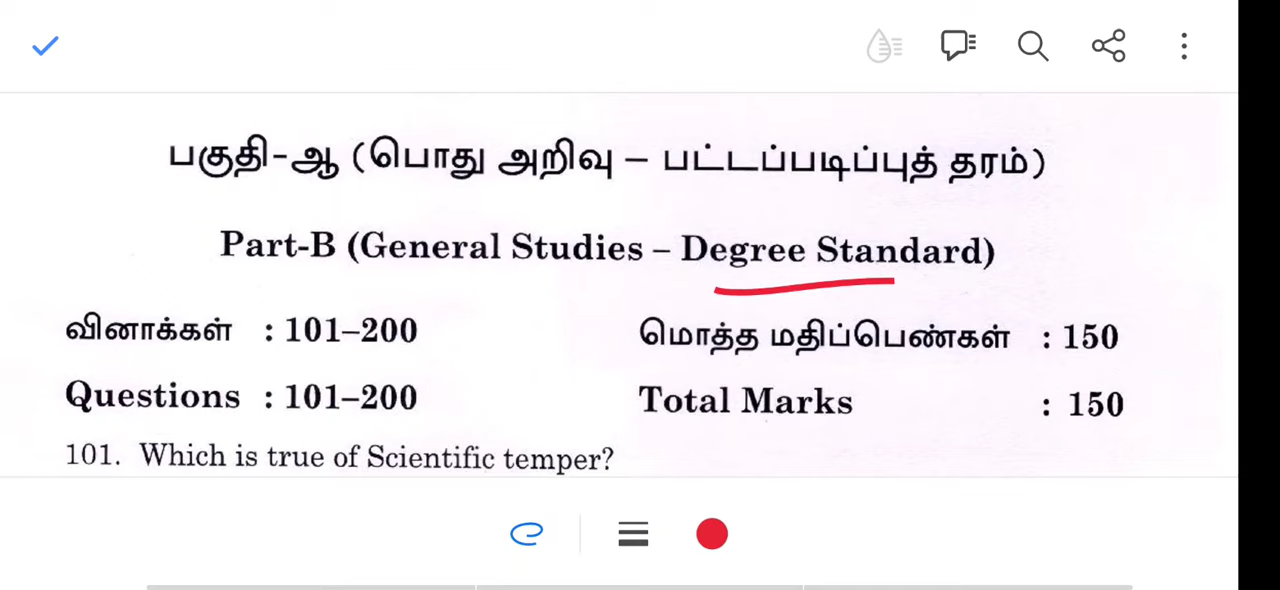 பகுதி-ஆ (பொது அறிவு – பட்டப்படிப்புத் தரம்)
Part-B (General Studies – Degree Standard)
வினாக்கள் : 101–200 மொத்த மதிப்பெண்கள் : 150
Questions : 101–200 Total Marks : 150
101. Which is true of Scientific temper?